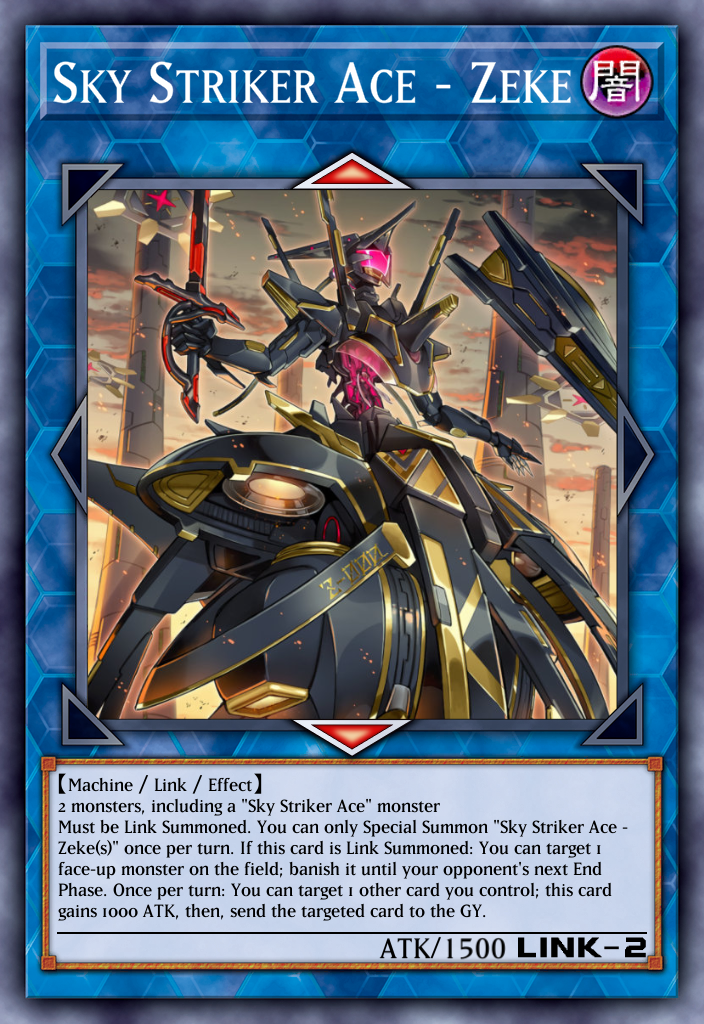 Sky Striker Ace - Zeke 闇
【Machine / Link / Effect】
2 monsters, including a "Sky Striker Ace" monster
Must be Link Summoned. You can only Special Summon "Sky Striker Ace -
Zeke(s)" once per turn. If this card is Link Summoned: You can target 1
face-up monster on the field; banish it until your opponent's next End
Phase. Once per turn: You can target 1 other card you control; this card
gains 1000 ATK, then, send the targeted card to the GY.
ATK/1500 LINK-2